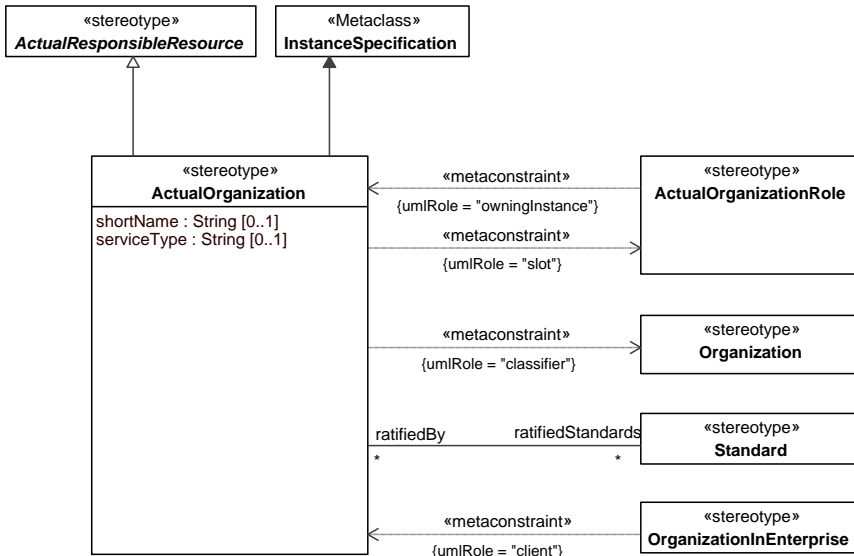 «stereotype»
ActualResponsibleResource
«Metaclass»
InstanceSpecification
«stereotype»
ActualOrganization
shortName : String [0..1]
serviceType : String [0..1]
«metaconstraint»
{umlRole = "owningInstance"}
«metaconstraint»
{umlRole = "slot"}
«stereotype»
ActualOrganizationRole
«metaconstraint»
{umlRole = "classifier"}
«stereotype»
Organization
ratifiedBy
ratifiedStandards
*
*
«stereotype»
Standard
«metaconstraint»
{umlRole = "client"}
«stereotype»
OrganizationInEnterprise